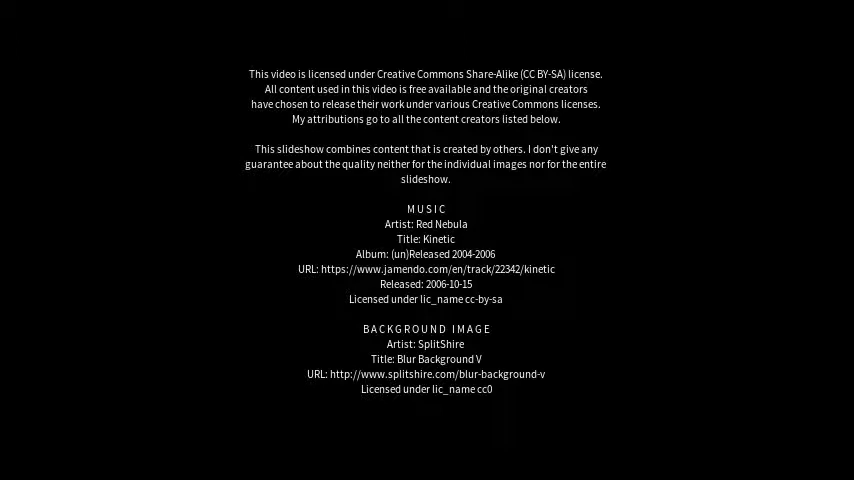 This video is licensed under Creative Commons Share-Alike (CC BY-SA) license.
All content used in this video is free available and the original creators
have chosen to release their work under various Creative Commons licenses.
My attributions go to all the content creators listed below.
This slideshow combines content that is created by others. I don't give any
guarantee about the quality neither for the individual images nor for the entire
slideshow.
MUSIC
Artist: Red Nebula
Title: Kinetic
Album: (un)Released 2004-2006
URL: https://www.jamendo.com/en/track/22342/kinetic
Released: 2006-10-15
Licensed under lic_name cc-by-sa
BACKGROUND IMAGE
Artist: SplitShire
Title: Blur Background V
URL: http://www.splitshire.com/blur-background-v
Licensed under lic_name cc0